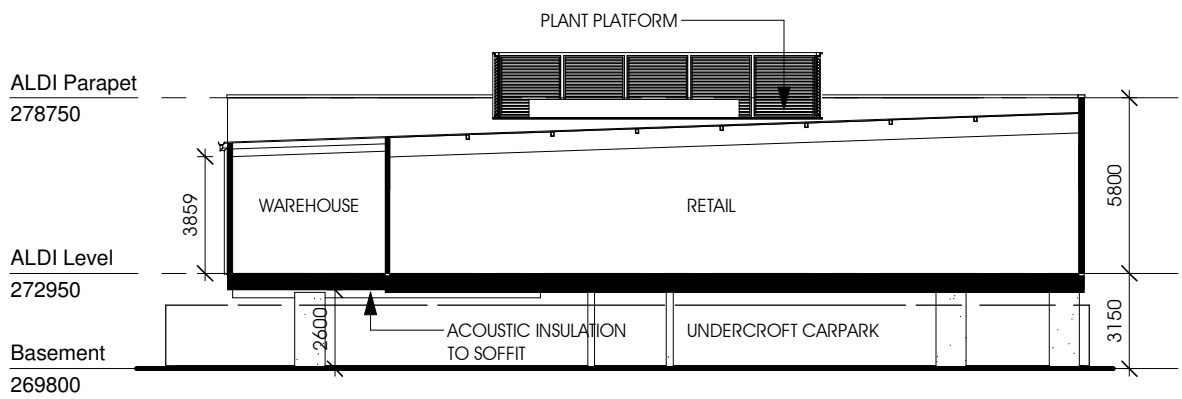 PLANT PLATFORM
ALDI Parapet
278750
3859
WAREHOUSE
RETAIL
5800
ALDI Level
272950
2600
ACOUSTIC INSULATION
TO SOFFIT
UNDERCROFT CARPARK
3150
Basement
269800